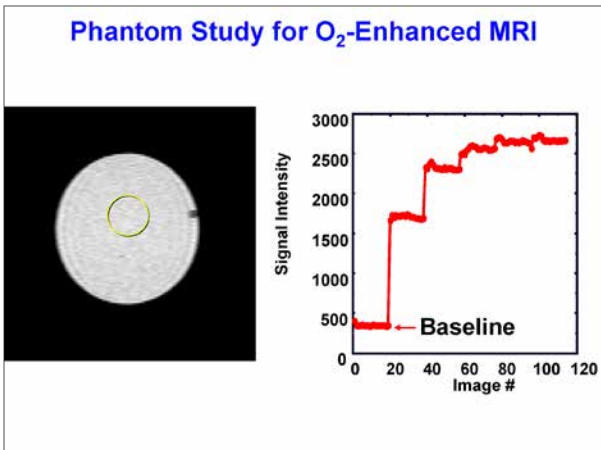 Phantom Study for O₂-Enhanced MRI
3000
2500
2000
1500
1000
500
0
Signal Intensity
Baseline
0 20 40 60 80 100 120
Image #